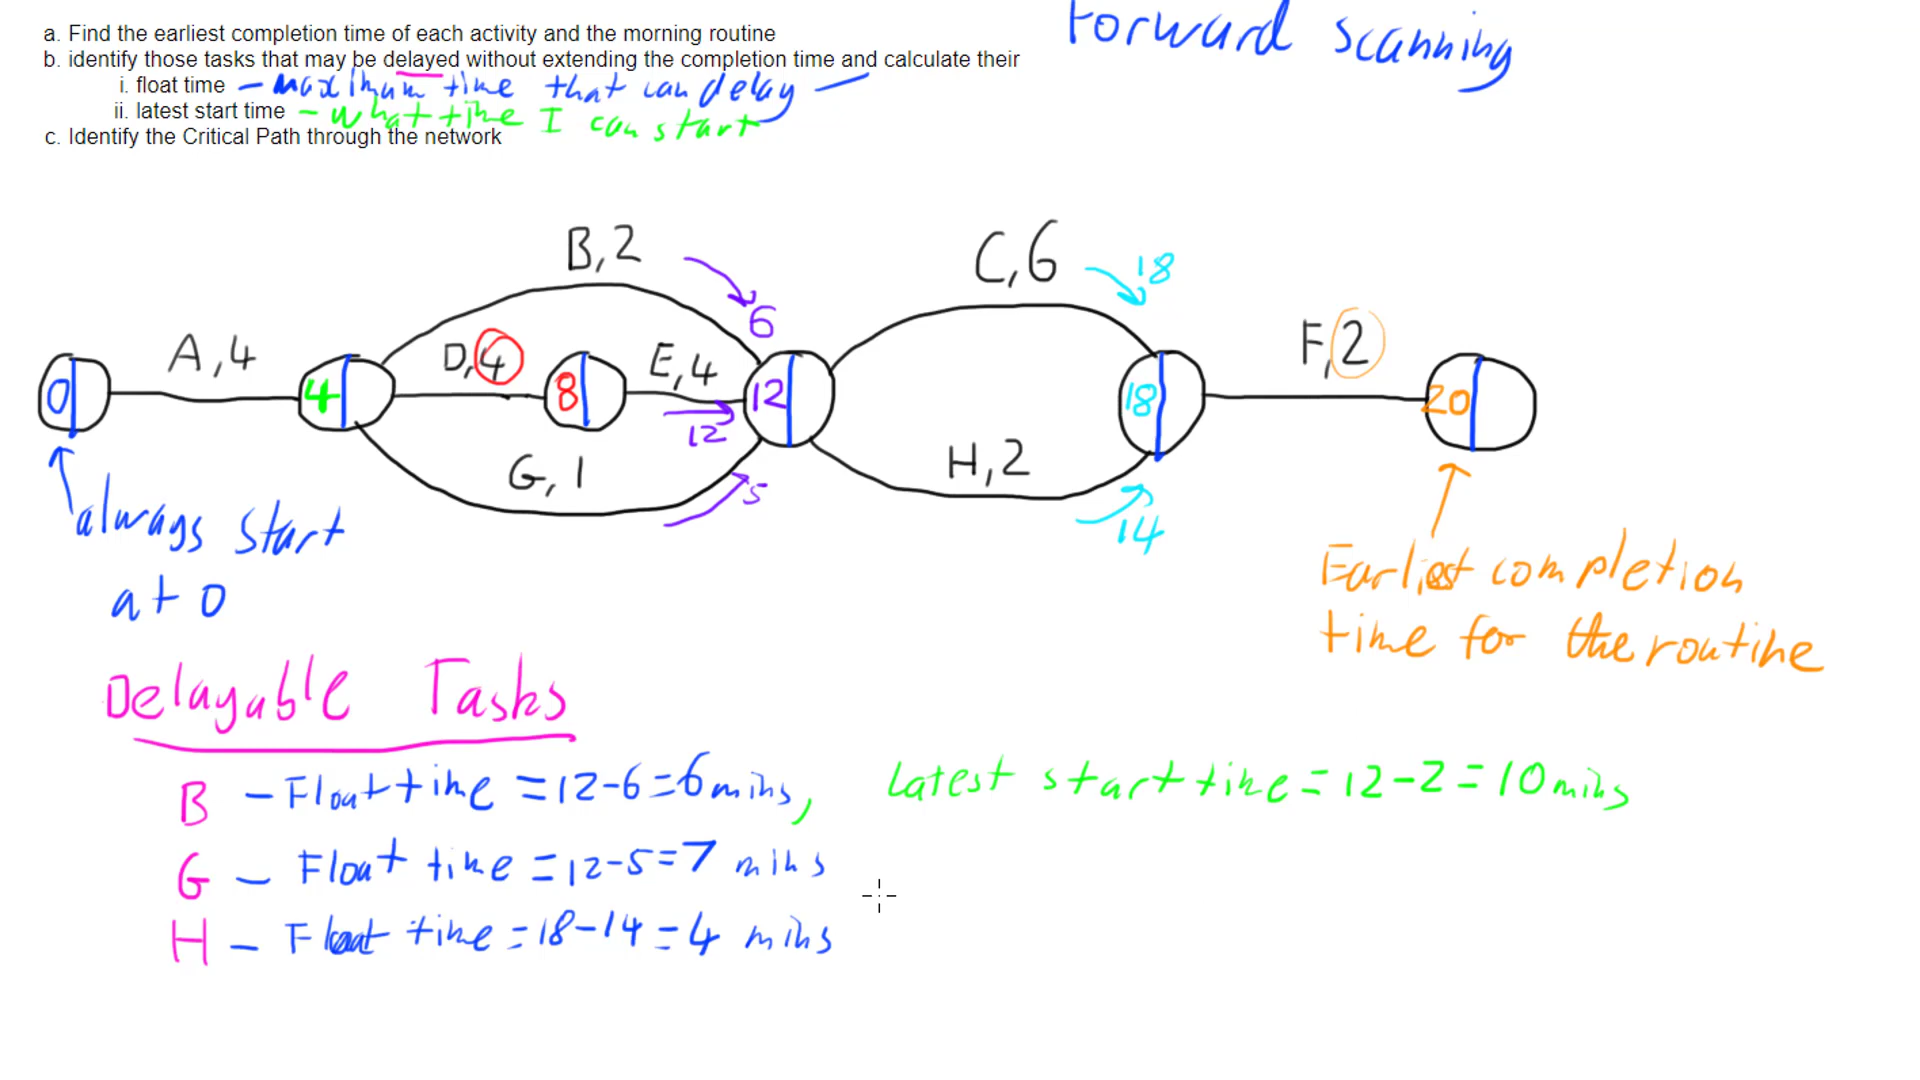 a. Find the earliest completion time of each activity and the morning routine
b. identify those tasks that may be delayed without extending the completion time and calculate their
i. float time – maximum time that can delay –
ii. latest start time – what time I can start
c. Identify the Critical Path through the network
Forward scanning
B,2
C,6
18
6
A,4
D,4
E,4
F,2
0
4
8
12
18
20
12
G,1
H,2
5
14
always start
at 0
Earliest completion
time for the routine
Delayable Tasks
B – Float time = 12-6=6mins, Latest start time = 12-2=10mins
G – Float time = 12-5=7 mins
H – Float time = 18-14=4 mins